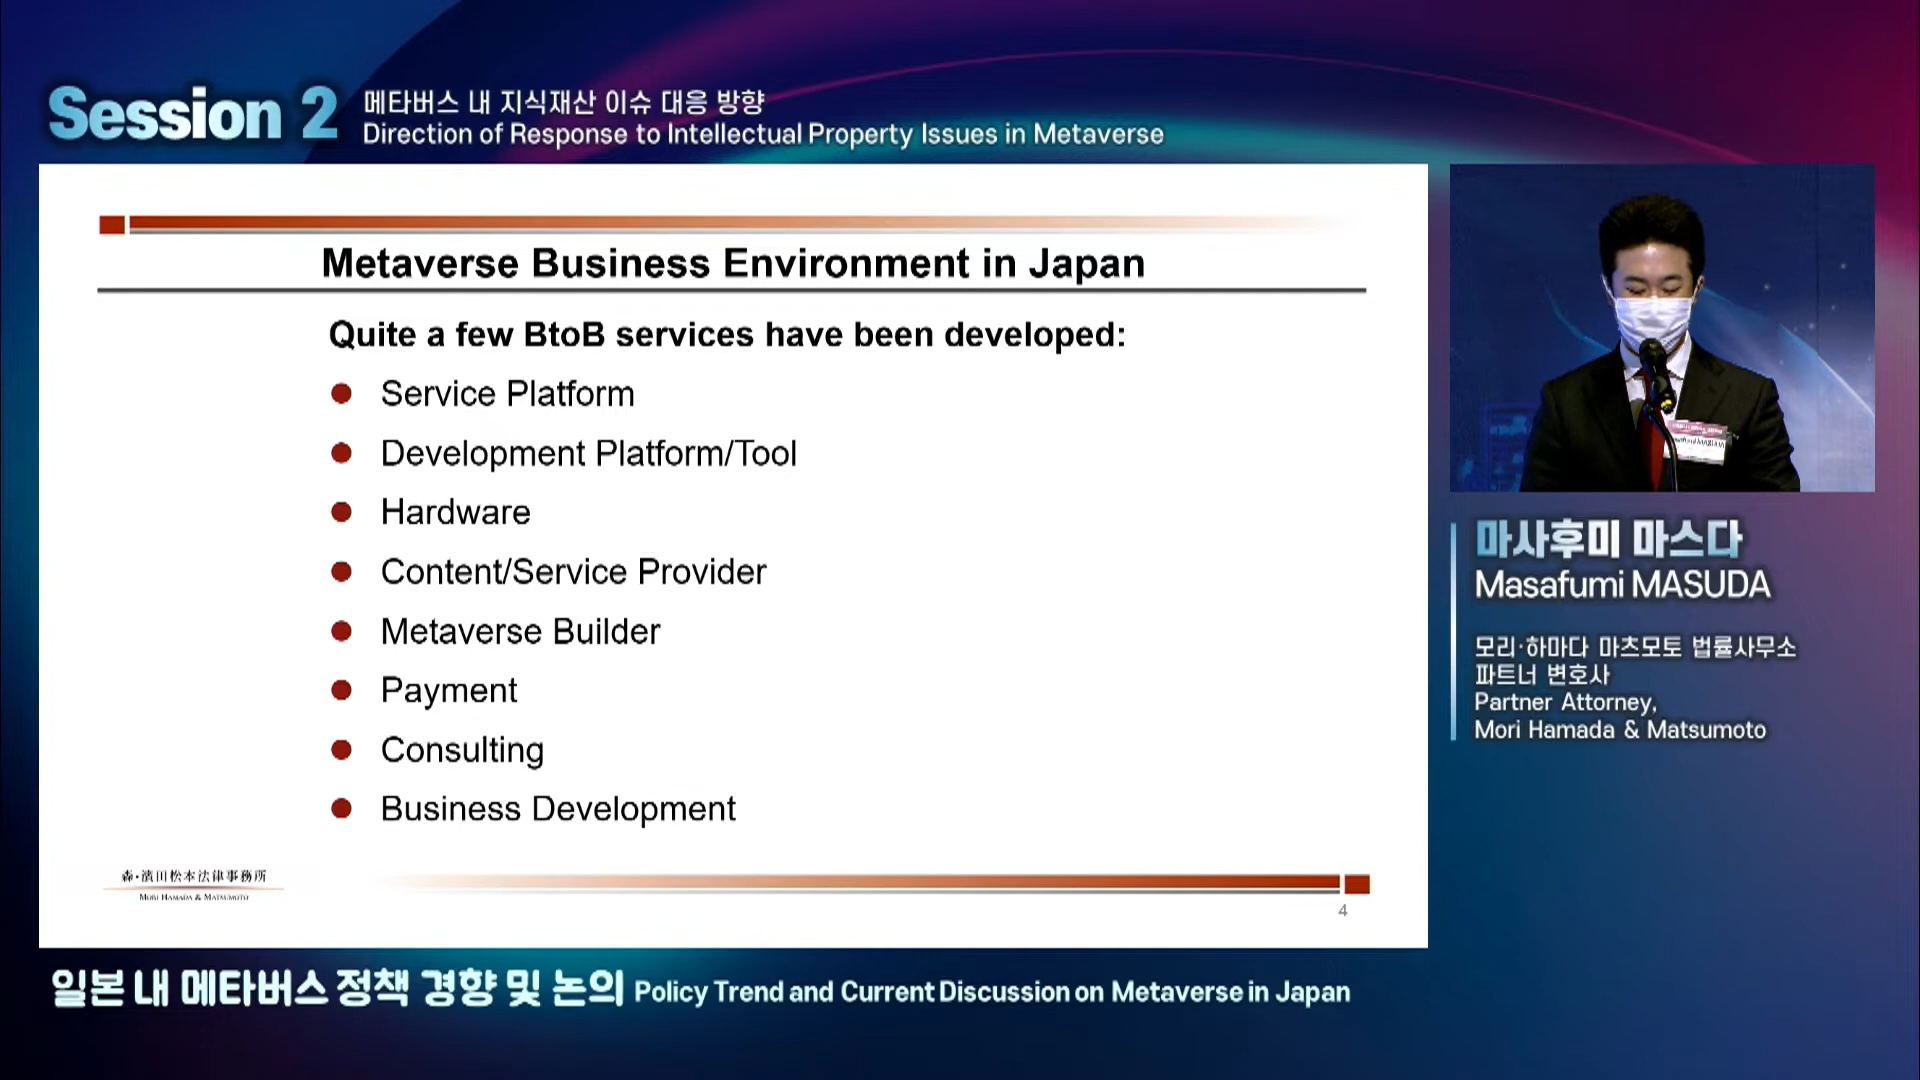 Session 2
메타버스 내 지식재산 이슈 대응 방향
Direction of Response to Intellectual Property Issues in Metaverse
Metaverse Business Environment in Japan
Quite a few BtoB services have been developed:
Service Platform
Development Platform/Tool
Hardware
Content/Service Provider
Metaverse Builder
Payment
Consulting
Business Development
森・濱田松本法律事務所
MORI HAMADA & MATSUMOTO
4
마사후미 마스다
Masafumi MASUDA
모리·하마다 마츠모토 법률사무소
파트너 변호사
Partner Attorney,
Mori Hamada & Matsumoto
일본 내 메타버스 정책 경향 및 논의 Policy Trend and Current Discussion on Metaverse in Japan